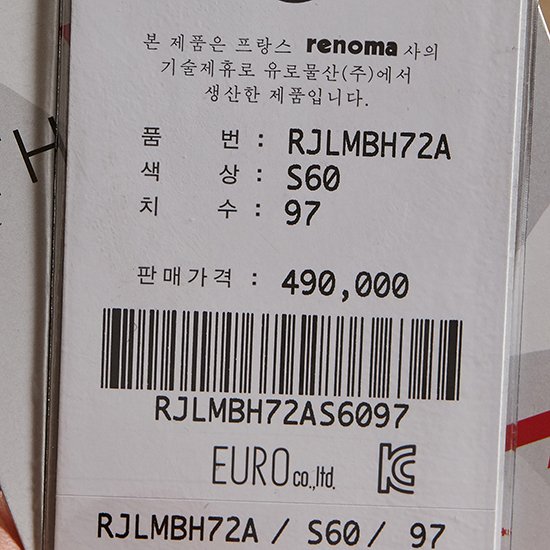 본 제품은 프랑스 renoma 사의
기술제휴로 유로물산(주)에서
생산한 제품입니다.
품 번 : RJLMBH72A
색 상 : S60
치 수 : 97
판매가격 : 490,000
RJLMBH72AS6097
EURO co.,ltd.
RJLMBH72A / S60 / 97
H